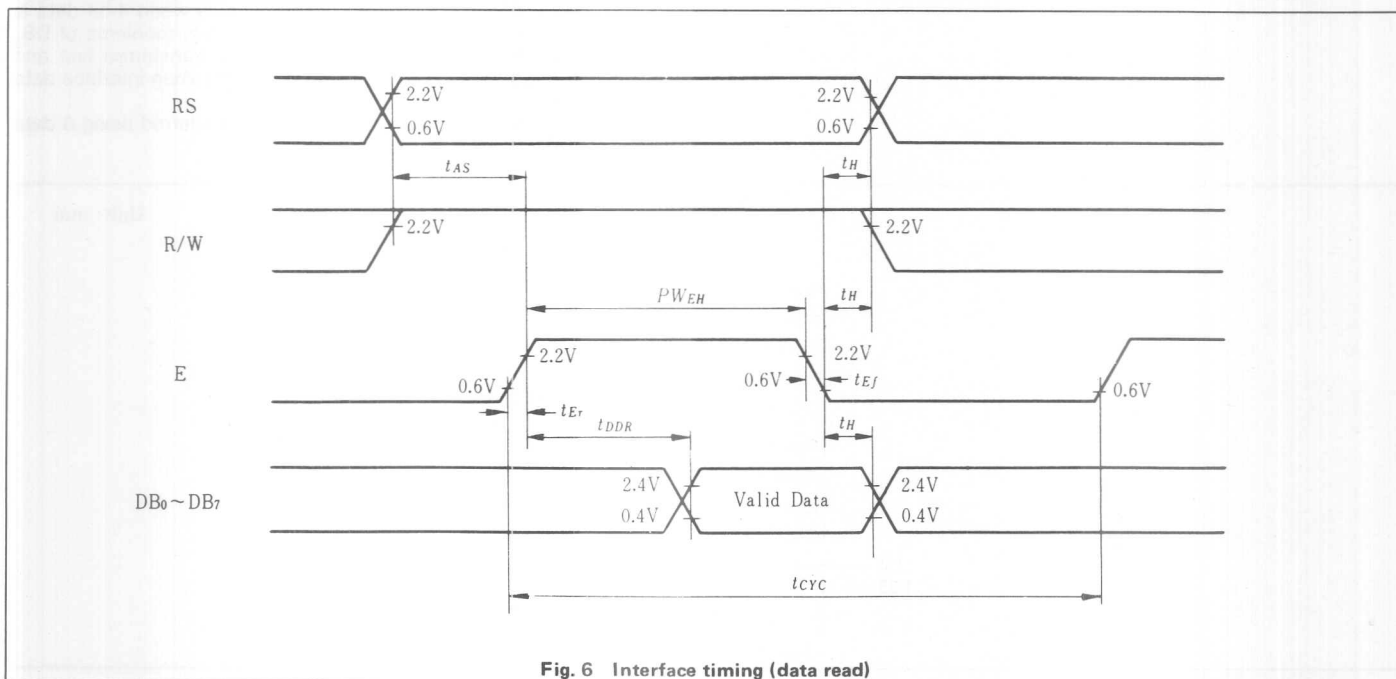 RS
2.2V
0.6V
2.2V
0.6V
tAS
tH
R/W
2.2V
2.2V
PWEH
tH
E
2.2V
0.6V
2.2V
0.6V
tEf
0.6V
tEr
tDDR
tH
DB0~DB7
2.4V
0.4V
Valid Data
2.4V
0.4V
tCYC
Fig. 6 Interface timing (data read)